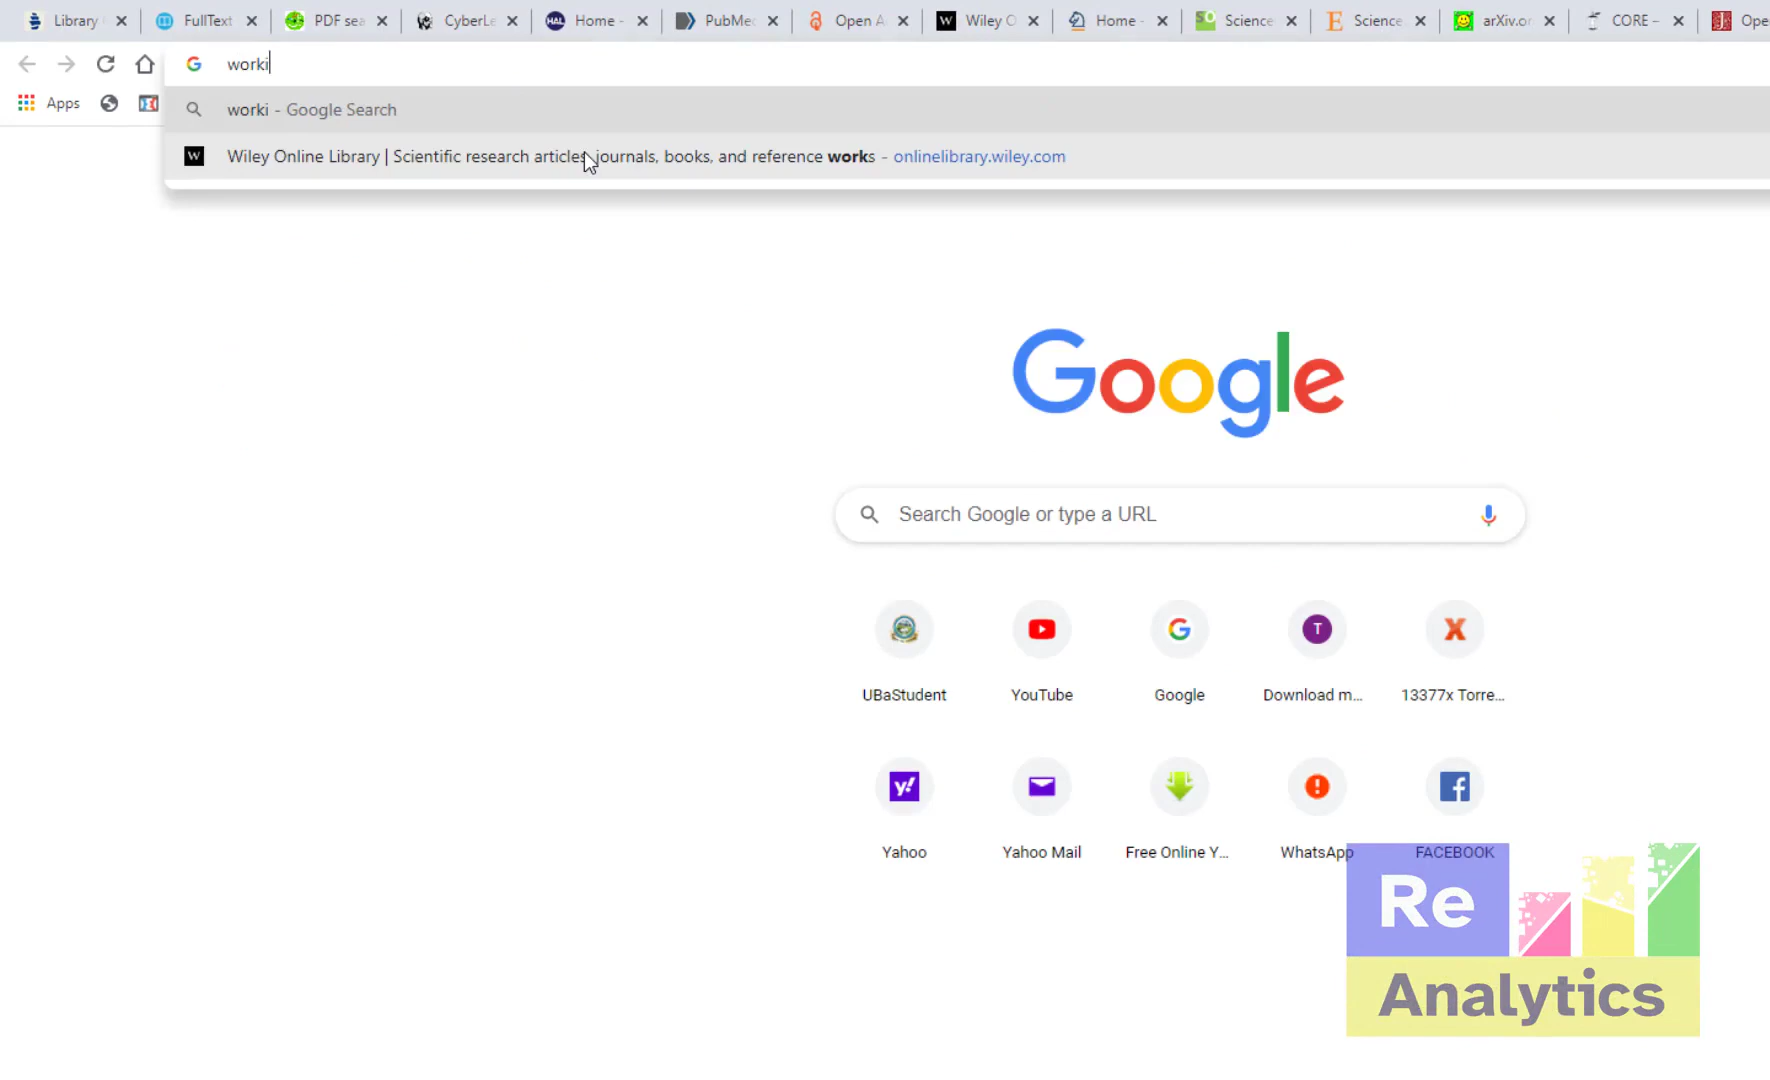 Library FullText PDF sea CyberLe Home - PubMed Open A Wiley O Home - Science Science arXiv.or CORE – Ope
worki
Apps
worki - Google Search
Wiley Online Library | Scientific research articles, journals, books, and reference works - onlinelibrary.wiley.com
Google
Search Google or type a URL
UBaStudent YouTube Google Download m... 13377x Torre...
Yahoo Yahoo Mail Free Online Y... WhatsApp FACEBOOK
Re
Analytics